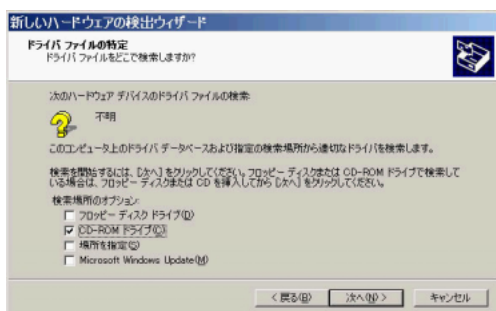 新しいハードウェアの検出ウィザード
ドライバ ファイルの特定
ドライバ ファイルをどこで検索しますか?
次のハードウェア デバイスのドライバ ファイルの検索:
不明
このコンピュータ上のドライバ データベースおよび指定の検索場所から適切なドライバを検索します。
検索を開始するには、[次へ] をクリックしてください。フロッピー ディスクまたは CD-ROM ドライブで検索して
いる場合は、フロッピー ディスクまたは CD を挿入してから [次へ] をクリックしてください。
検索場所のオプション:
フロッピー ディスク ドライブ(D)
CD-ROM ドライブ(C)
場所を指定(S)
Microsoft Windows Update(M)
< 戻る(B) 次へ(N) > キャンセル